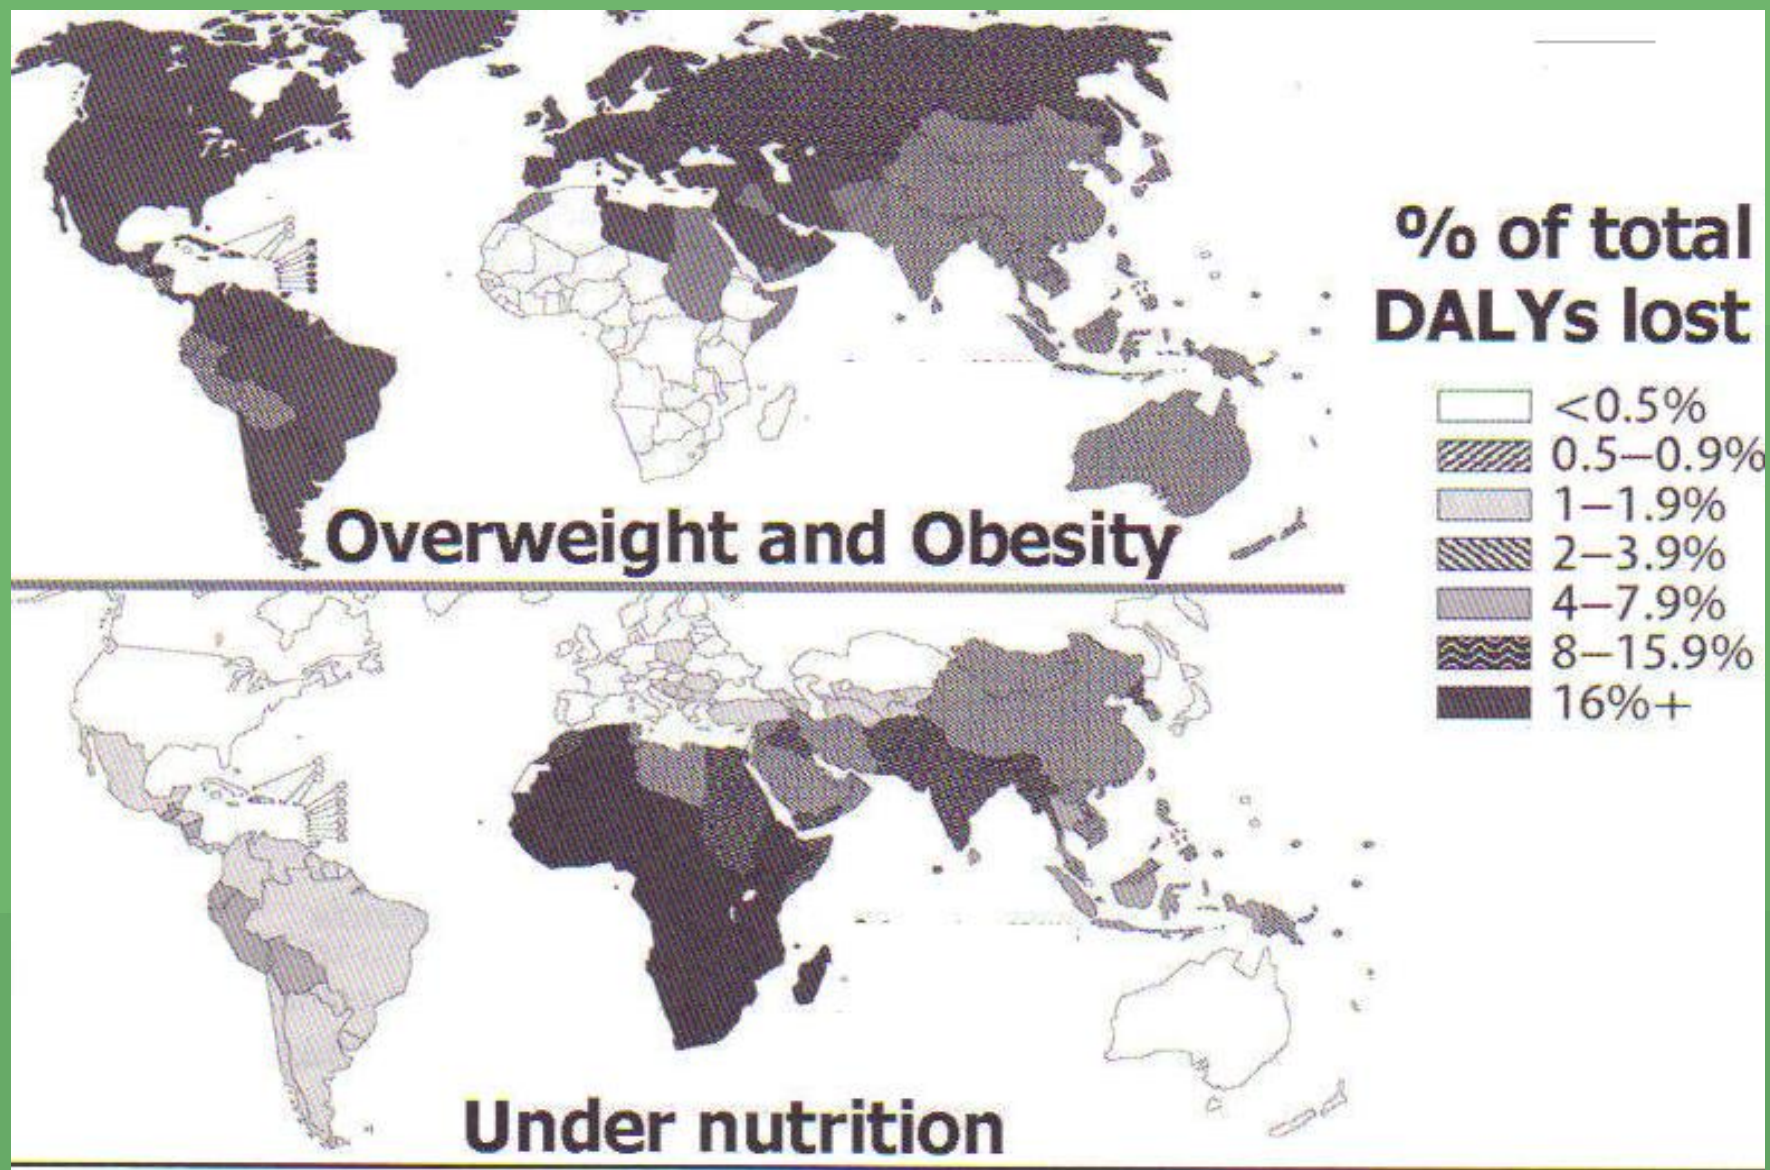 % of total
DALYs lost
<0.5%
0.5–0.9%
1–1.9%
2–3.9%
4–7.9%
8–15.9%
16%+
Overweight and Obesity
Under nutrition